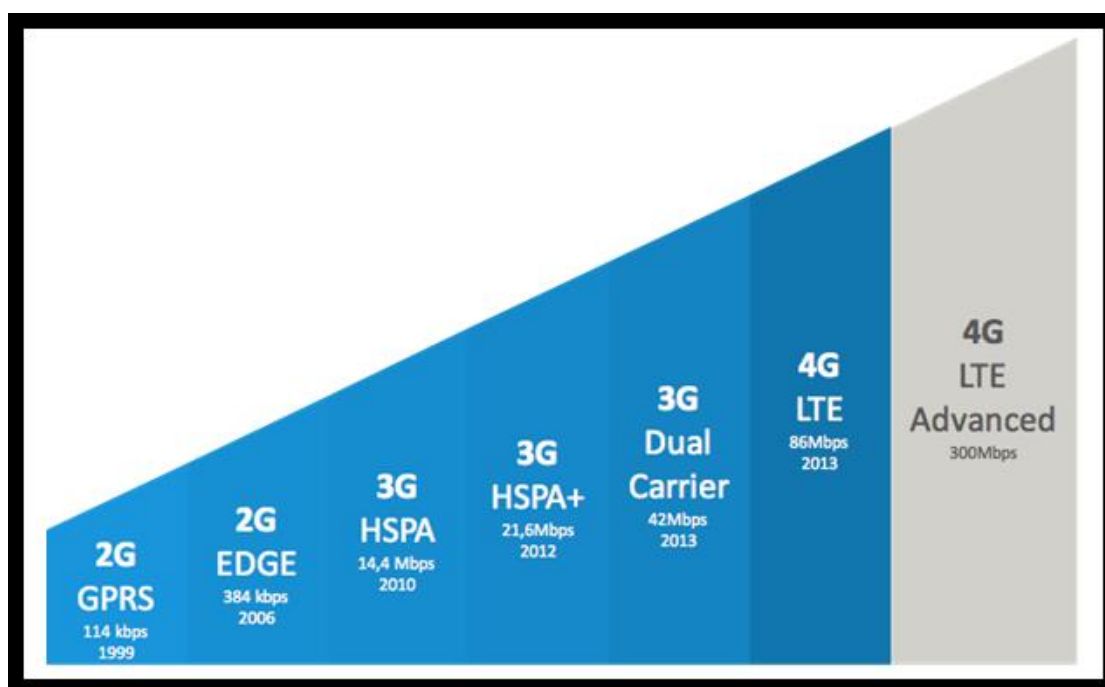 2G
GPRS
114 kbps
1999
2G
EDGE
384 kbps
2006
3G
HSPA
14,4 Mbps
2010
3G
HSPA+
21,6Mbps
2012
3G
Dual
Carrier
42Mbps
2013
4G
LTE
86Mbps
2013
4G
LTE
Advanced
300Mbps